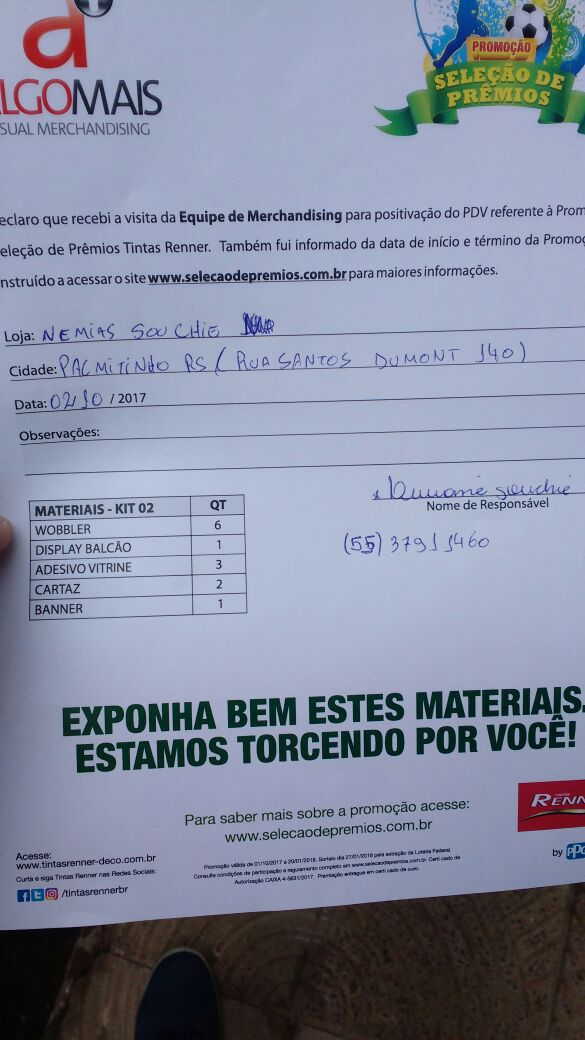 a+
LGOMAIS
SUAL MERCHANDISING
PROMOÇÃO
SELEÇÃO DE
PRÊMIOS
eclaro que recebi a visita da Equipe de Merchandising para positivação do PDV referente à Prom
eleção de Prêmios Tintas Renner. Também fui informado da data de início e término da Promoç
nstruído a acessar o site www.selecaodepremios.com.br para maiores informações.
Loja: NEMIAS SOUCHIE
Cidade: PALMITINHO RS (RUA SANTOS DUMONT 140)
Data: 02/10 / 2017
Observações:
souchié
Nome de Responsável
(55) 3791 1460
MATERIAIS - KIT 02 QT
WOBBLER 6
DISPLAY BALCÃO 1
ADESIVO VITRINE 3
CARTAZ 2
BANNER 1
EXPONHA BEM ESTES MATERIAIS.
ESTAMOS TORCENDO POR VOCÊ!
Para saber mais sobre a promoção acesse:
www.selecaodepremios.com.br
RENN
by PPG
Acesse:
www.tintasrenner-deco.com.br
Curta e siga Tintas Renner nas Redes Sociais:
/tintasrennerbr
Promoção válida de 01/10/2017 a 20/01/2018. Sorteio dia 27/01/2018 pela extração da Loteria Federal.
Consulte condições de participação e regulamento completo em www.selecaodepremios.com.br. Certi cado de
Autorização CAIXA 4-5631/2017. Premiação entregue em certi cado de ouro.